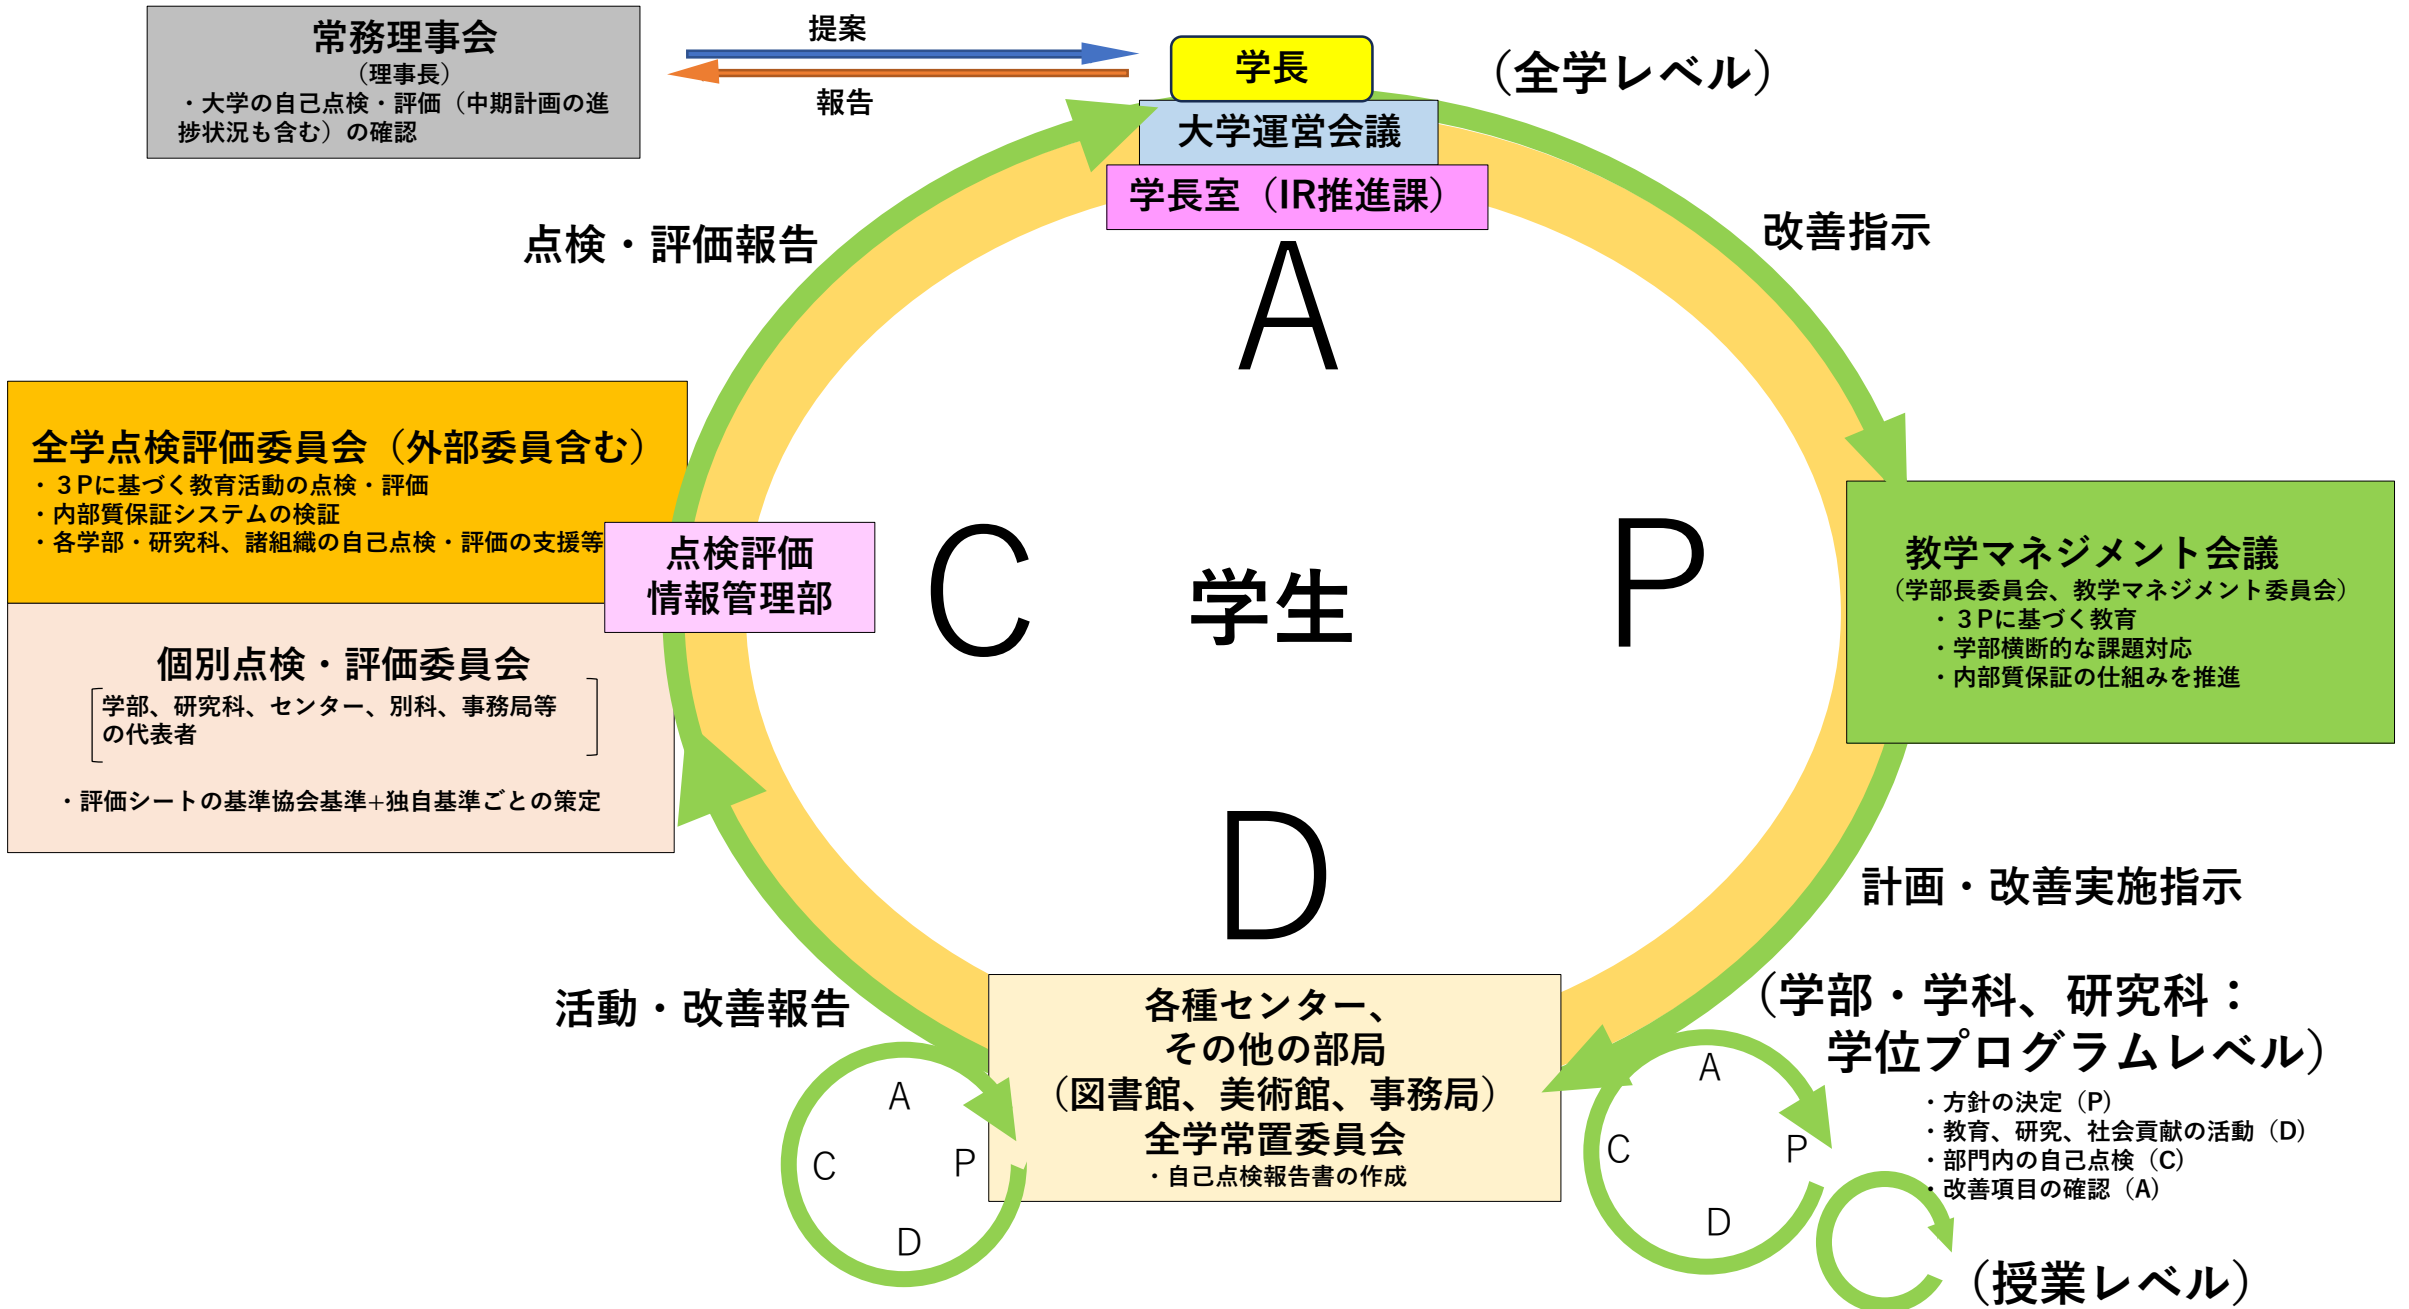 常務理事会
（理事長）
・大学の自己点検・評価（中期計画の進
捗状況も含む）の確認
提案
報告
学長
大学運営会議
学長室（IR推進課）
（全学レベル）
点検・評価報告
改善指示
A
全学点検評価委員会（外部委員含む）
・３Pに基づく教育活動の点検・評価
・内部質保証システムの検証
・各学部・研究科、諸組織の自己点検・評価の支援等
点検評価
情報管理部
C
学生
P
教学マネジメント会議
（学部長委員会、教学マネジメント委員会）
・３Pに基づく教育
・学部横断的な課題対応
・内部質保証の仕組みを推進
個別点検・評価委員会
学部、研究科、センター、別科、事務局等
の代表者
・評価シートの基準協会基準+独自基準ごとの策定
D
計画・改善実施指示
活動・改善報告
各種センター、
その他の部局
（図書館、美術館、事務局）
全学常置委員会
・自己点検報告書の作成
A
C
P
D
A
C
P
D
（学部・学科、研究科：
学位プログラムレベル）
・方針の決定（P）
・教育、研究、社会貢献の活動（D）
・部門内の自己点検（C）
・改善項目の確認（A）
（授業レベル）